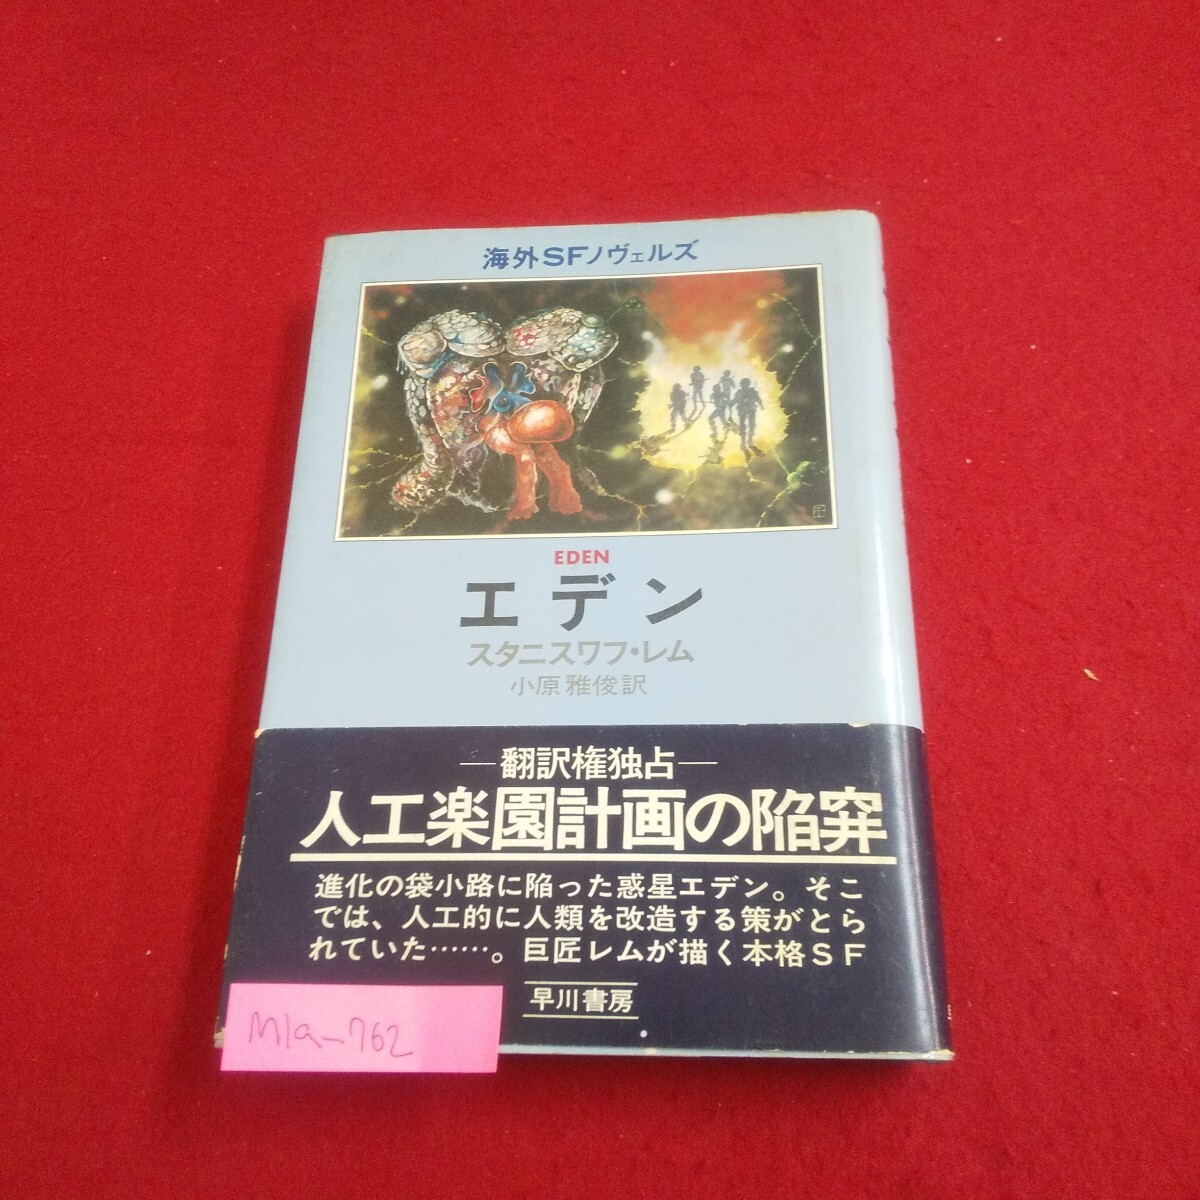 海外SFノヴェルズ
EDEN
エデン
スタニスワフ・レム
小原雅俊訳
—翻訳権独占—
人工楽園計画の陥穽
進化の袋小路に陥った惑星エデン。そこ
では、人工的に人類を改造する策がとら
れていた……。巨匠レムが描く本格SF
早川書房
M1a-762